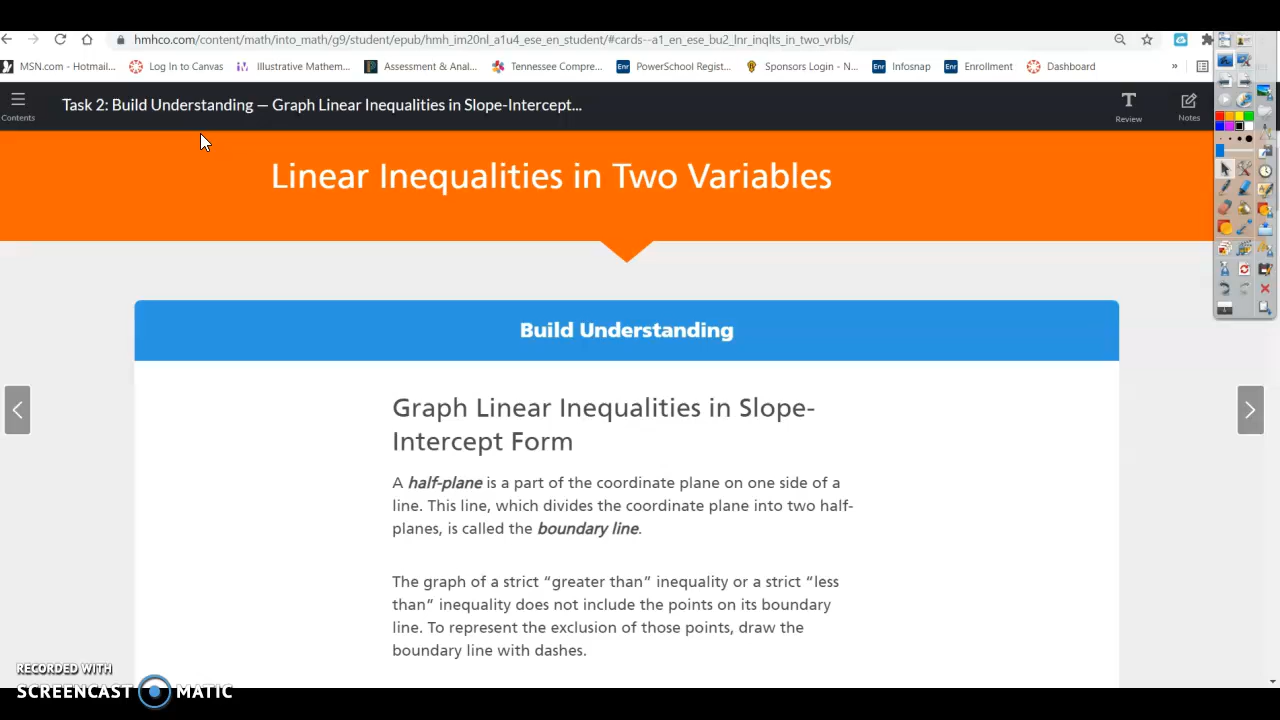 hmhco.com/content/math/into_math/g9/student/epub/hmh_im20nl_a1u4_ese_en_student/#cards--a1_en_ese_bu2_lnr_inqlts_in_two_vrbls/
MSN.com - Hotmail... Log In to Canvas Illustrative Mathem... Assessment & Anal... Tennessee Compre... Enr PowerSchool Regist... Sponsors Login - N... Enr Infosnap Enr Enrollment Dashboard »
Contents
Task 2: Build Understanding — Graph Linear Inequalities in Slope-Intercept...
Review
Notes
Linear Inequalities in Two Variables
Build Understanding
Graph Linear Inequalities in Slope-
Intercept Form
A half-plane is a part of the coordinate plane on one side of a
line. This line, which divides the coordinate plane into two half-
planes, is called the boundary line.
The graph of a strict “greater than” inequality or a strict “less
than” inequality does not include the points on its boundary
line. To represent the exclusion of those points, draw the
boundary line with dashes.
RECORDED WITH
SCREENCAST MATIC